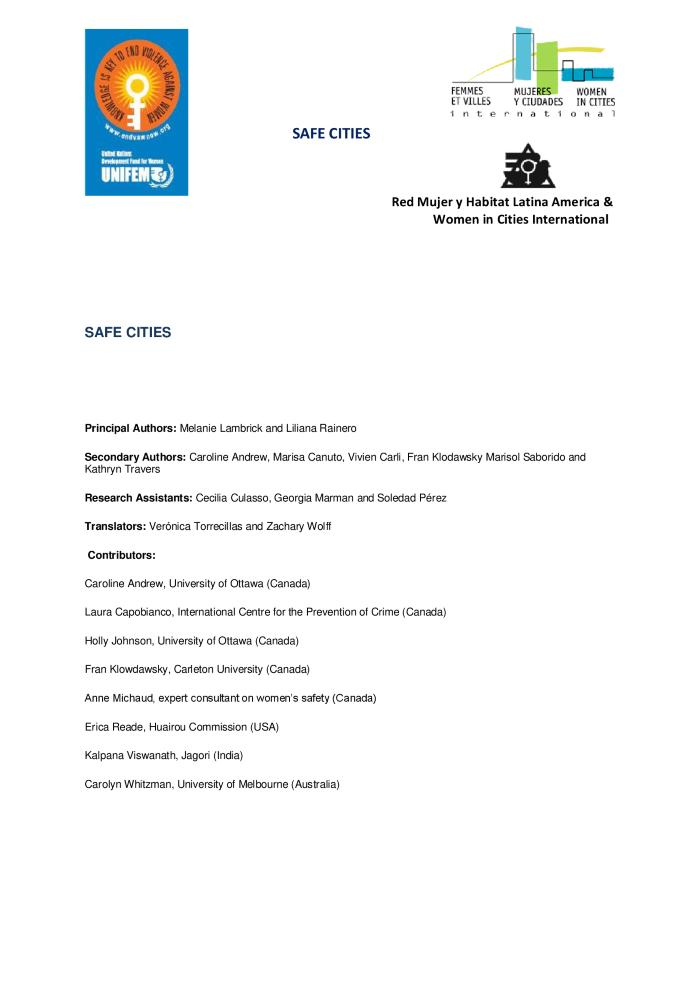 KNOWLEDGE IS KEY TO END VIOLENCE AGAINST WOMEN
www.endvawnow.org
United Nations
Development Fund for Women
UNIFEM
SAFE CITIES
FEMMES MUJERES WOMEN
ET VILLES Y CIUDADES IN CITIES
international
Red Mujer y Habitat Latina America &
Women in Cities International
SAFE CITIES
Principal Authors: Melanie Lambrick and Liliana Rainero
Secondary Authors: Caroline Andrew, Marisa Canuto, Vivien Carli, Fran Klodawsky Marisol Saborido and
Kathryn Travers
Research Assistants: Cecilia Culasso, Georgia Marman and Soledad Pérez
Translators: Verónica Torrecillas and Zachary Wolff
Contributors:
Caroline Andrew, University of Ottawa (Canada)
Laura Capobianco, International Centre for the Prevention of Crime (Canada)
Holly Johnson, University of Ottawa (Canada)
Fran Klowdawsky, Carleton University (Canada)
Anne Michaud, expert consultant on women's safety (Canada)
Erica Reade, Huairou Commission (USA)
Kalpana Viswanath, Jagori (India)
Carolyn Whitzman, University of Melbourne (Australia)